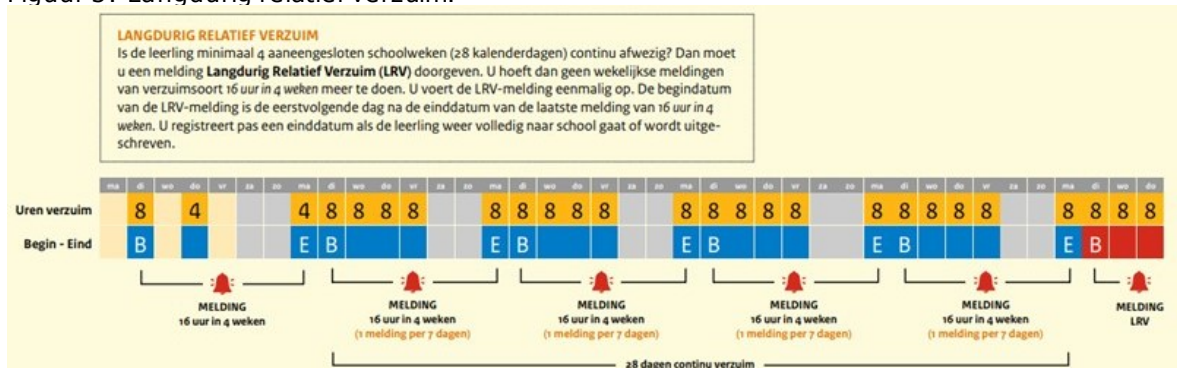 Figuur Langdurig relatief verzuim.
LANGDURIG RELATIEF VERZUIM
Is de leerling minimaal 4 aaneengesloten schoolweken (28 kalenderdagen) continu afwezig? Dan moet
u een melding Langdurig Relatief Verzuim (LRV) doorgeven. U hoeft dan geen wekelijkse meldingen
van verzuimsoort 16 uur in 4 weken meer te doen. U voert de LRV-melding eenmalig op. De begindatum
van de LRV-melding is de eerstvolgende dag na de einddatum van de laatste melding van 16 uur in 4
weken. U registreert pas een einddatum als de leerling weer volledig naar school gaat of wordt uitge-
schreven.
ma di wo do vr za zo ma di wo do vr za zo ma di wo do vr za zo ma di wo do vr za zo ma di wo do vr za zo ma di wo do
Uren verzuim 8 4 4 8 8 8 8 8 8 8 8 8 8 8 8 8 8 8 8 8 8 8 8 8 8 8
Begin - Eind B E B E B E B E B E B
MELDING MELDING MELDING MELDING MELDING MELDING
16 uur in 4 weken 16 uur in 4 weken 16 uur in 4 weken 16 uur in 4 weken 16 uur in 4 weken LRV
(1 melding per 7 dagen) (1 melding per 7 dagen) (1 melding per 7 dagen) (1 melding per 7 dagen)
28 dagen continu verzuim